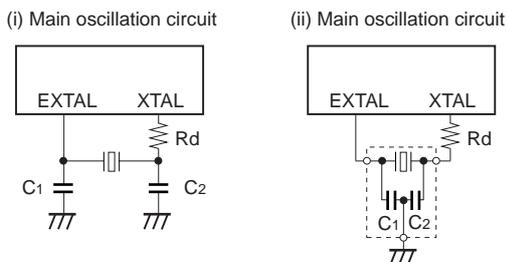 (i) Main oscillation circuit
(ii) Main oscillation circuit
EXTAL XTAL
Rd
C1 C2
EXTAL XTAL
Rd
C1 C2